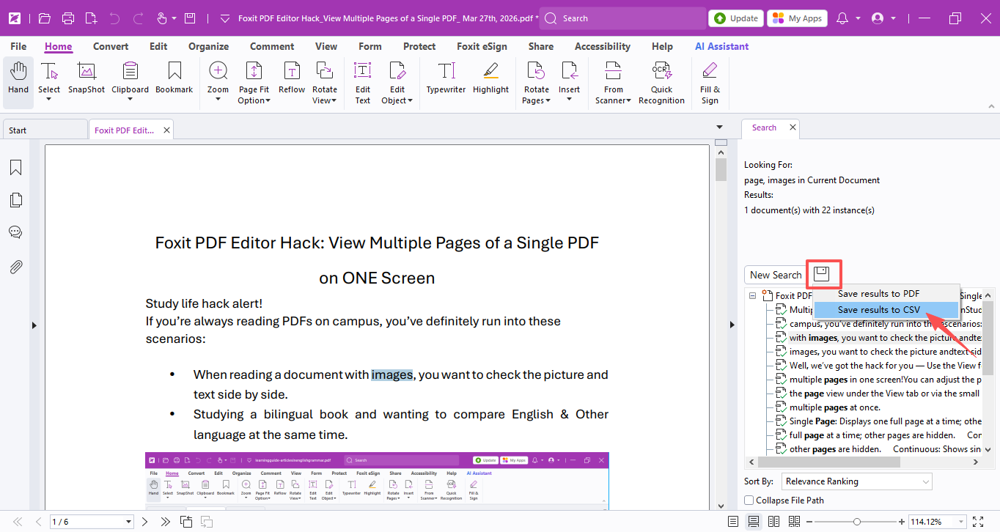 Foxit PDF Editor Hack_View Multiple Pages of a Single PDF_ Mar 27th, 2026.pdf *
Search
Update
My Apps
File Home Convert Edit Organize Comment View Form Protect Foxit eSign Share Accessibility Help AI Assistant
Hand Select SnapShot Clipboard Bookmark Zoom Page Fit Option Reflow Rotate View Edit Text Edit Object Typewriter Highlight Rotate Pages Insert From Scanner OCR Quick Recognition Fill & Sign
Start
Foxit PDF Edit...
Search
Foxit PDF Editor Hack: View Multiple Pages of a Single PDF
on ONE Screen
Study life hack alert!
If you’re always reading PDFs on campus, you’ve definitely run into these
scenarios:
• When reading a document with images, you want to check the picture and
text side by side.
• Studying a bilingual book and wanting to compare English & Other
language at the same time.
learningguide-articlesinenglishgrammar.pdf
Search
Update
My Apps
File Home Convert Edit Organize Comment View Form Protect Foxit eSign Share Accessibility Help AI Assistant
Hand Select SnapShot Clipboard Bookmark Zoom Page Fit Option Reflow Rotate View Edit Text Edit Object Typewriter Highlight Rotate Pages Insert From Scanner Quick Recognition Fill & Sign
Looking For:
page, images in Current Document
Results:
1 document(s) with 22 instance(s)
New Search
Save results to PDF
Save results to CSV
Foxit PDF
Single
Multip
nStud
campus, you’ve definitely run into the
scenarios:
with images, you want to check the picture andtex
images, you want to check the picture andtext sid
Well, we’ve got the hack for you — Use the View f
multiple pages in one screen!You can adjust the p
the page view under the View tab or via the small
multiple pages at once.
Single Page: Displays one full page at a time; othe
full page at a time; other pages are hidden. Con
other pages are hidden. Continuous: Shows sin
Sort By:
Relevance Ranking
Collapse File Path
1 / 6
114.12%